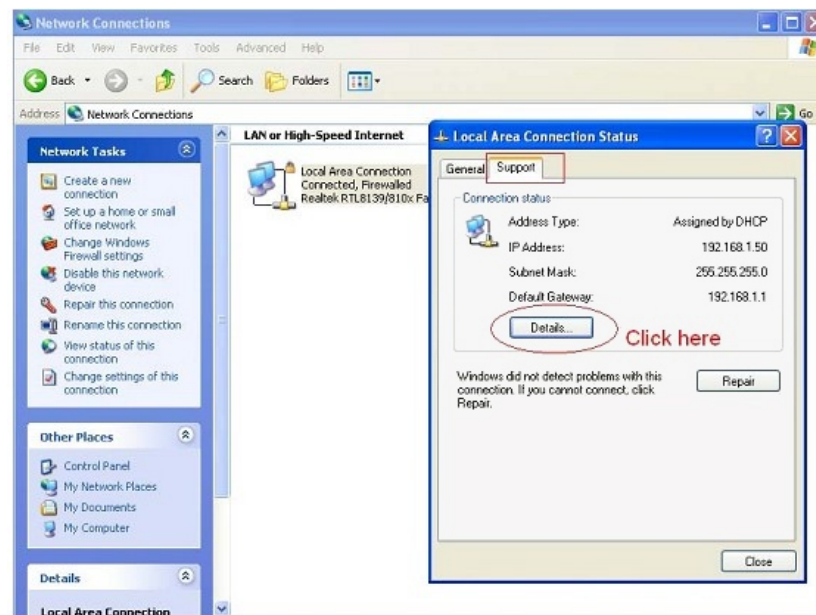 Network Connections
File Edit View Favorites Tools Advanced Help
Back Search Folders
Address Network Connections Go
Network Tasks
Create a new
connection
Set up a home or small
office network
Change Windows
Firewall settings
Disable this network
device
Repair this connection
Rename this connection
View status of this
connection
Change settings of this
connection
Other Places
Control Panel
My Network Places
My Documents
My Computer
Details
Local Area Connection
LAN or High-Speed Internet
Local Area Connection
Connected, Firewalled
Realtek RTL8139/810x Fa
Local Area Connection Status
General Support
Connection status
Address Type: Assigned by DHCP
IP Address: 192.168.1.50
Subnet Mask: 255.255.255.0
Default Gateway: 192.168.1.1
Details...
Click here
Windows did not detect problems with this
connection. If you cannot connect, click
Repair.
Repair
Close